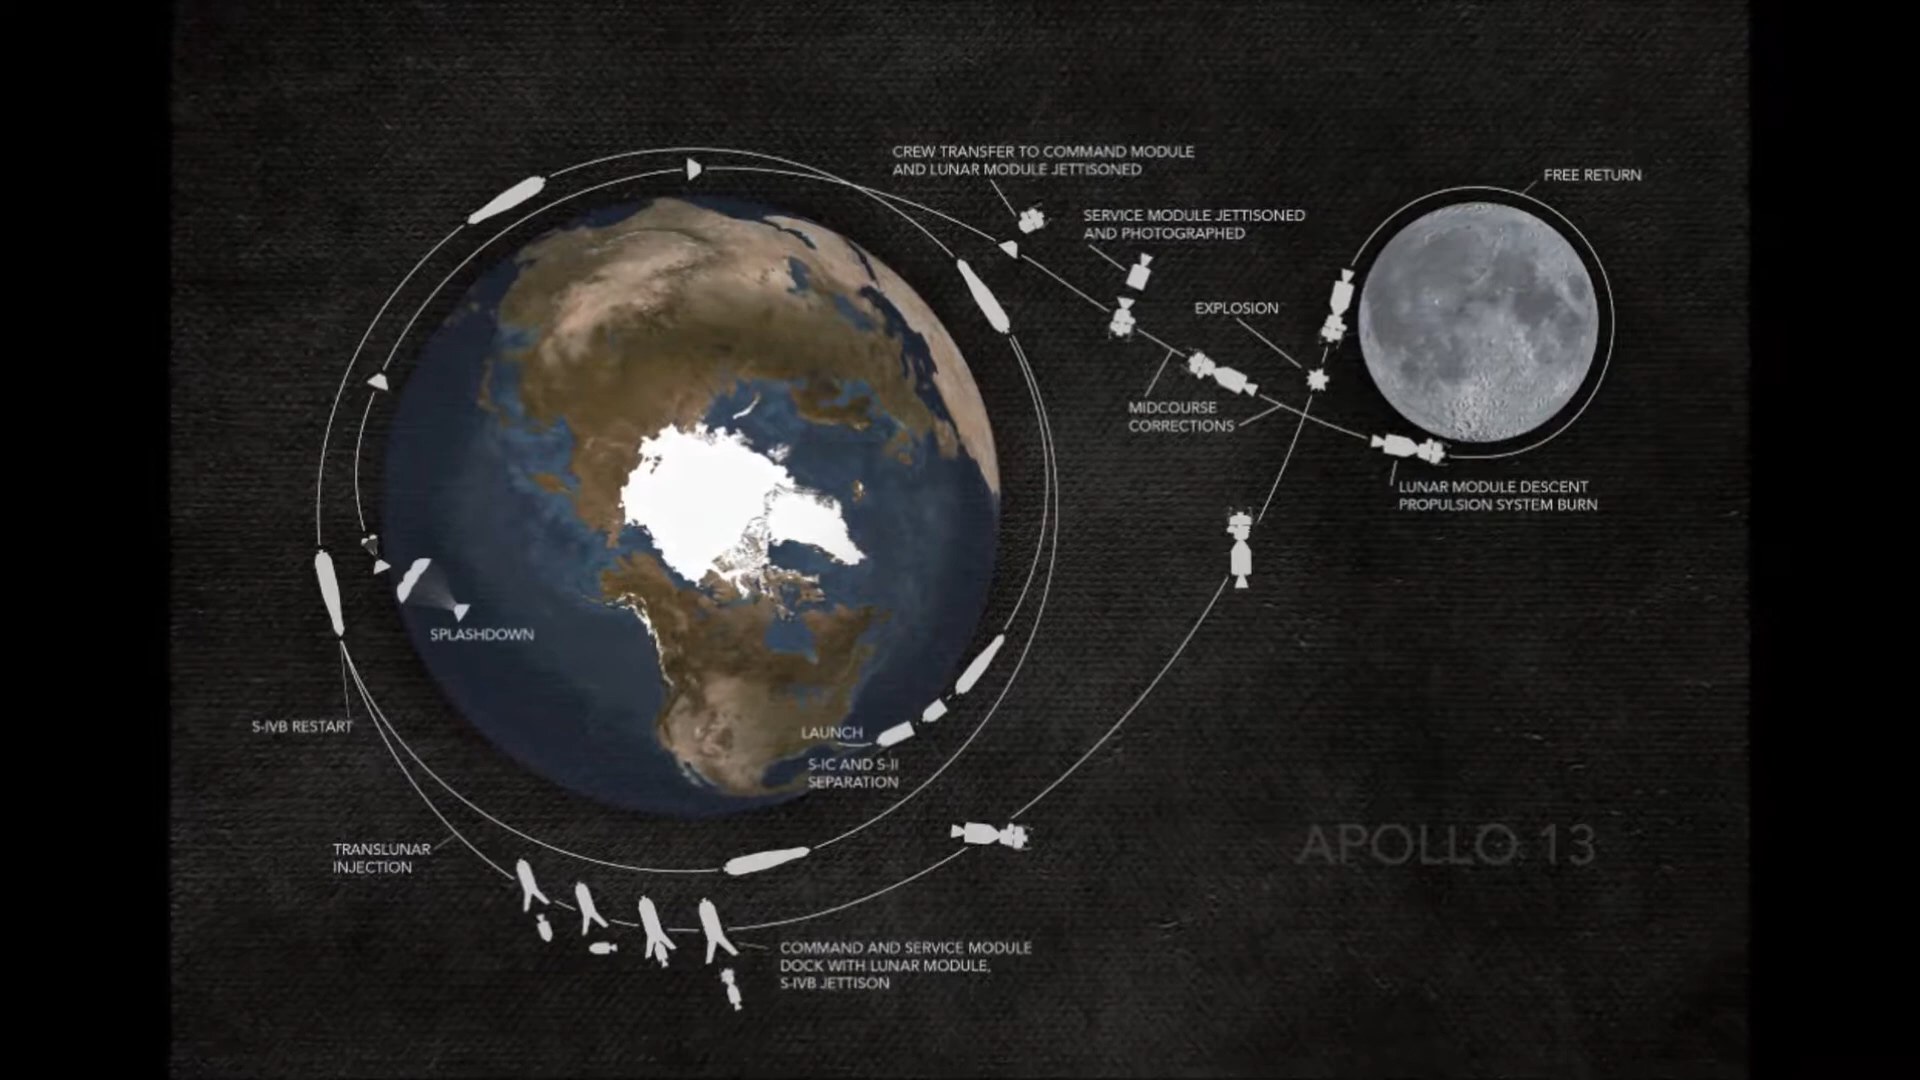 CREW TRANSFER TO COMMAND MODULE
AND LUNAR MODULE JETTISONED
FREE RETURN
SERVICE MODULE JETTISONED
AND PHOTOGRAPHED
EXPLOSION
MIDCOURSE
CORRECTIONS
LUNAR MODULE DESCENT
PROPULSION SYSTEM BURN
SPLASHDOWN
S-IVB RESTART
LAUNCH
S-IC AND S-II
SEPARATION
TRANSLUNAR
INJECTION
APOLLO 13
COMMAND AND SERVICE MODULE
DOCK WITH LUNAR MODULE,
S-IVB JETTISON